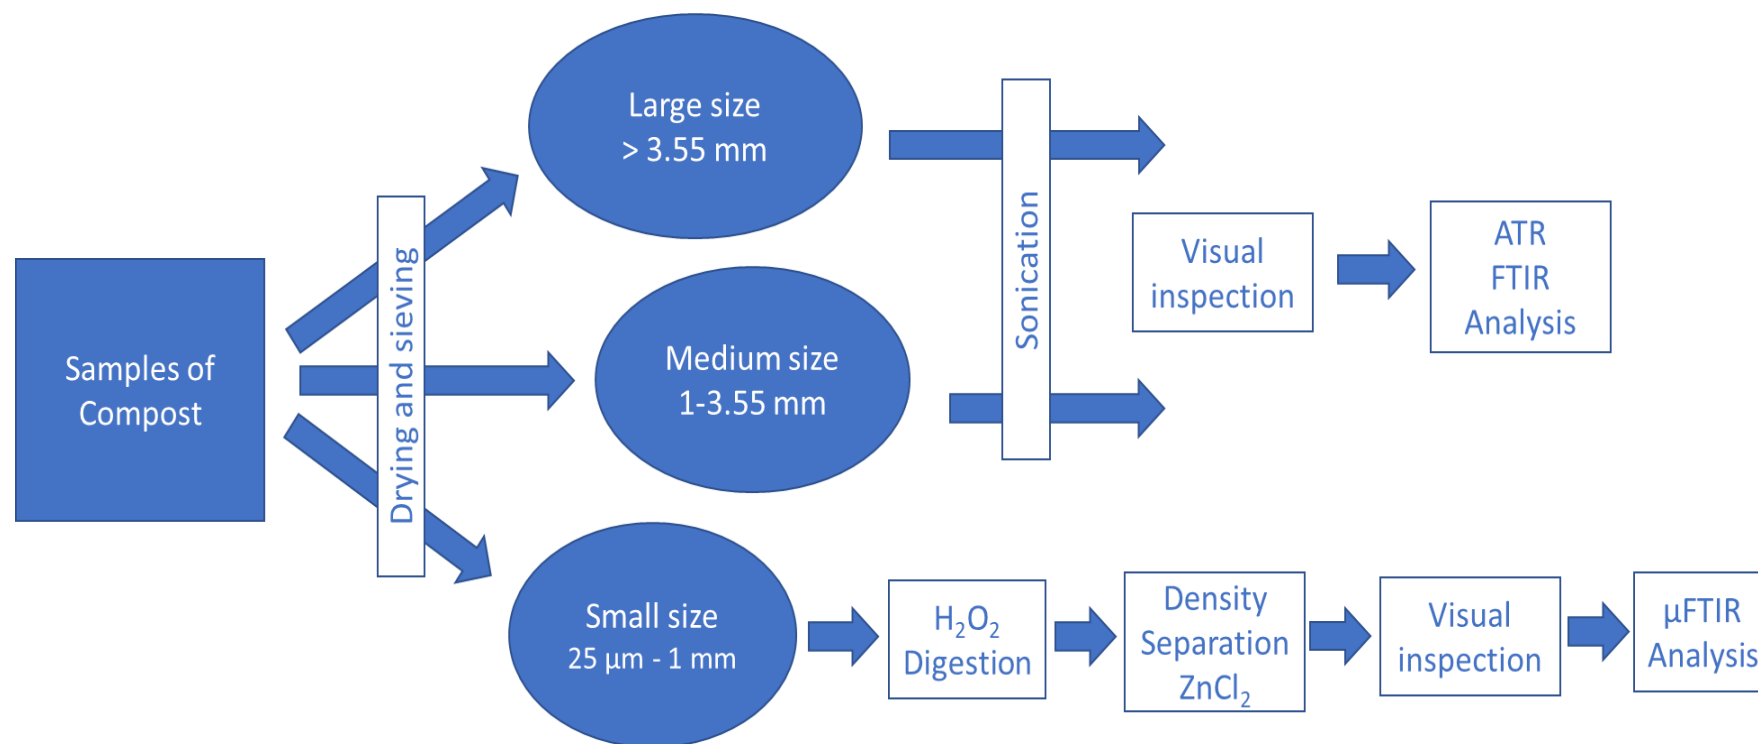 Samples of
Compost
Drying and sieving
Large size
> 3.55 mm
Medium size
1-3.55 mm
Small size
25 µm - 1 mm
Sonication
Visual
inspection
ATR
FTIR
Analysis
H₂O₂
Digestion
Density
Separation
ZnCl₂
Visual
inspection
µFTIR
Analysis